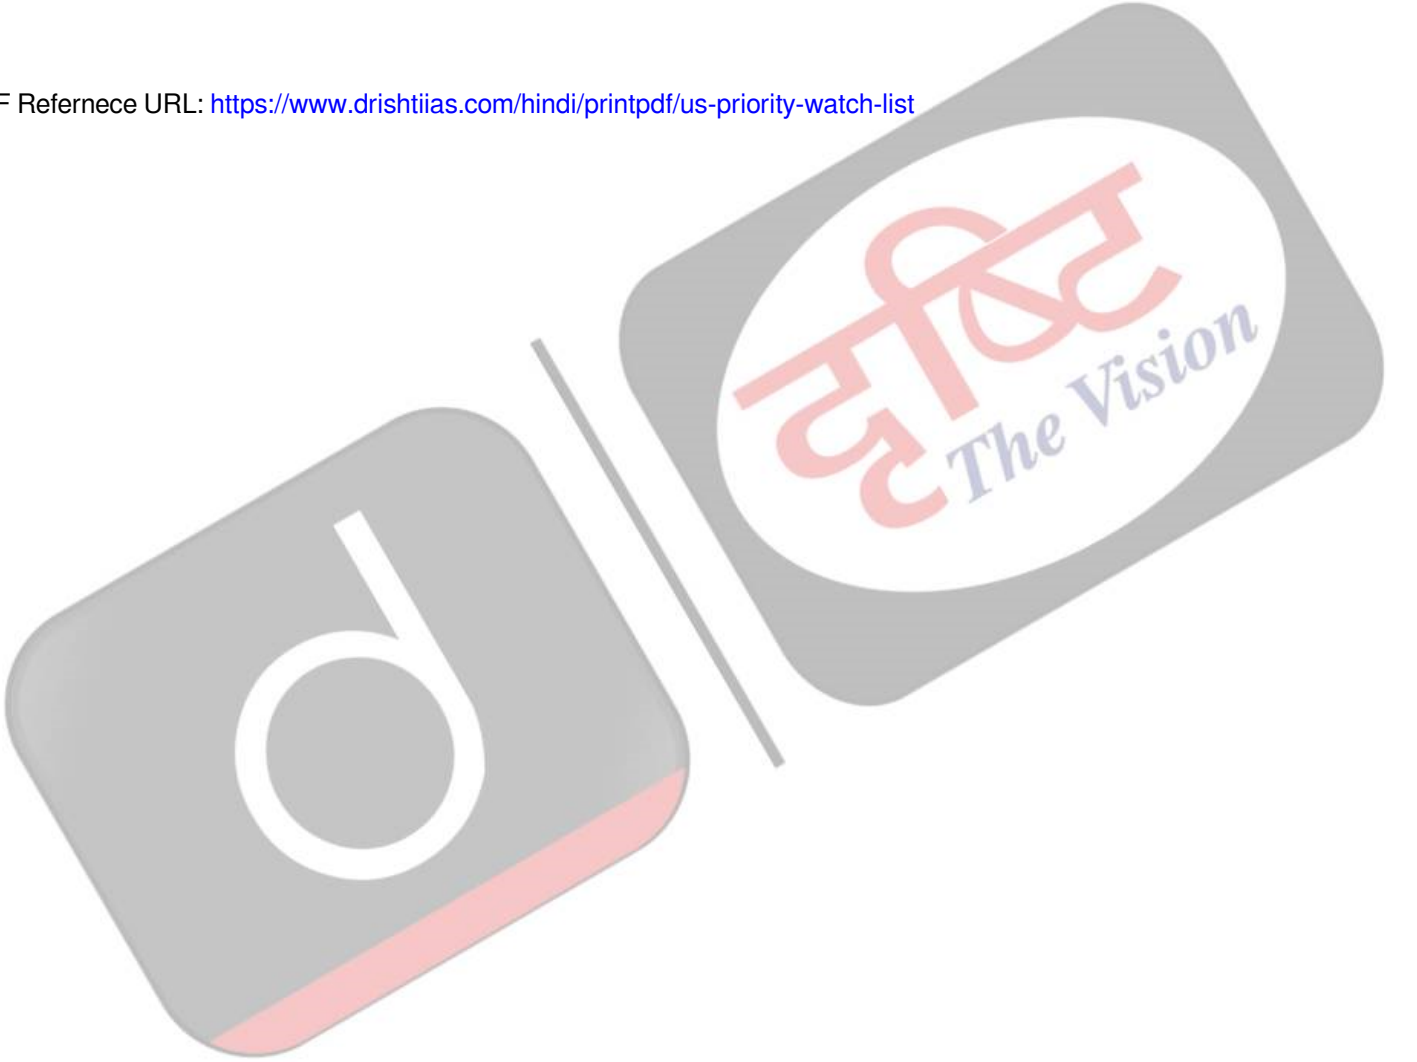 F Refernece URL: https://www.drishtiias.com/hindi/printpdf/us-priority-watch-list
दृष्टि
The Vision
d